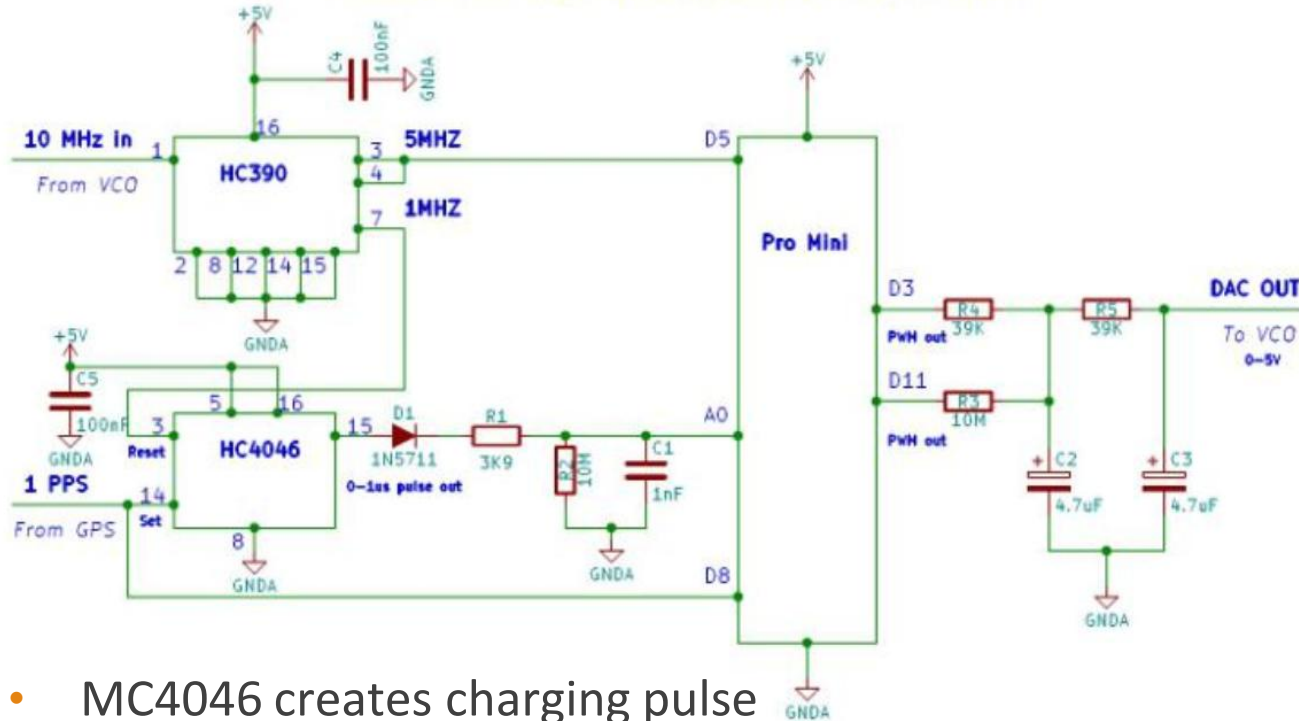 +5V
C4
100nF
GNDA
10 MHz in
From VCO
1
16
HC390
3
4
7
5MHZ
1MHZ
2
8
12
14
15
GNDA
+5V
C5
100nF
GNDA
5
16
3
Reset
HC4046
15
14
Set
8
GNDA
1 PPS
From GPS
D1
1N5711
0-1us pulse out
R1
3K9
R2
10M
C1
1nF
GNDA
+5V
D5
A0
D8
Pro Mini
GNDA
D3
PWM out
R4
39K
D11
PWM out
R3
10M
R5
39K
DAC OUT
To VCO
0-5V
+ C2
4.7uF
+ C3
4.7uF
GNDA
• MC4046 creates charging pulse